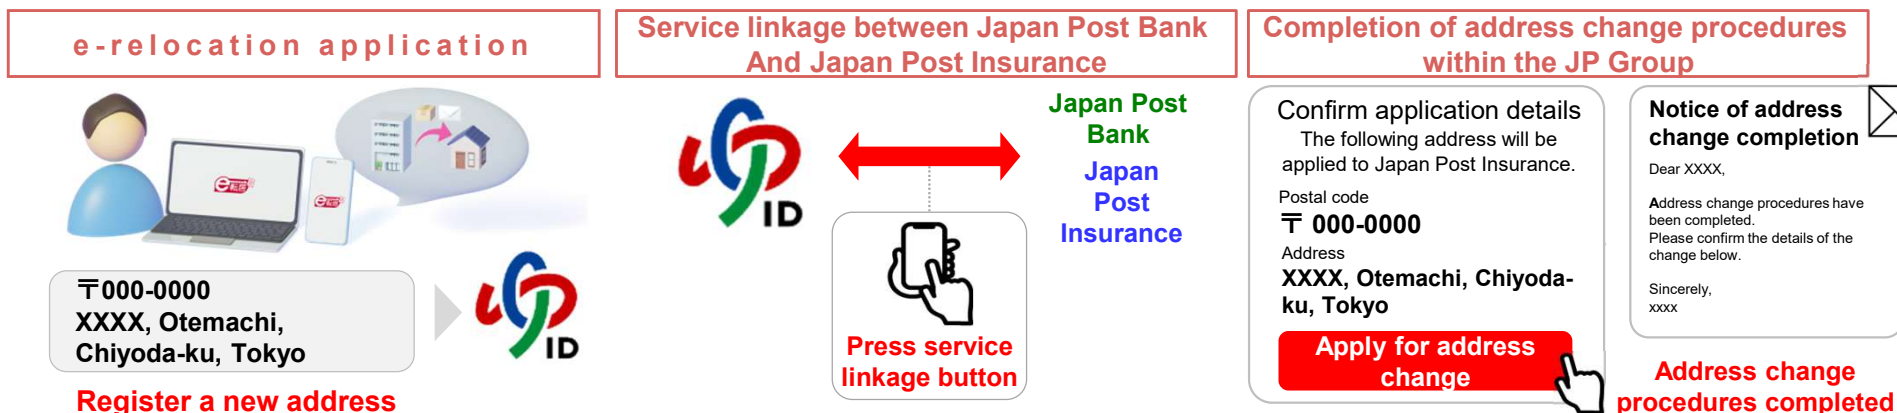 e-relocation application
〒000-0000
XXXX, Otemachi,
Chiyoda-ku, Tokyo
ID
Register a new address
Service linkage between Japan Post Bank
And Japan Post Insurance
ID
Japan Post
Bank
Japan
Post
Insurance
Press service
linkage button
Completion of address change procedures
within the JP Group
Confirm application details
The following address will be
applied to Japan Post Insurance.
Postal code
〒 000-0000
Address
XXXX, Otemachi, Chiyoda-
ku, Tokyo
Apply for address
change
Notice of address
change completion
Dear XXXX,
Address change procedures have
been completed.
Please confirm the details of the
change below.
Sincerely,
xxxx
Address change
procedures completed